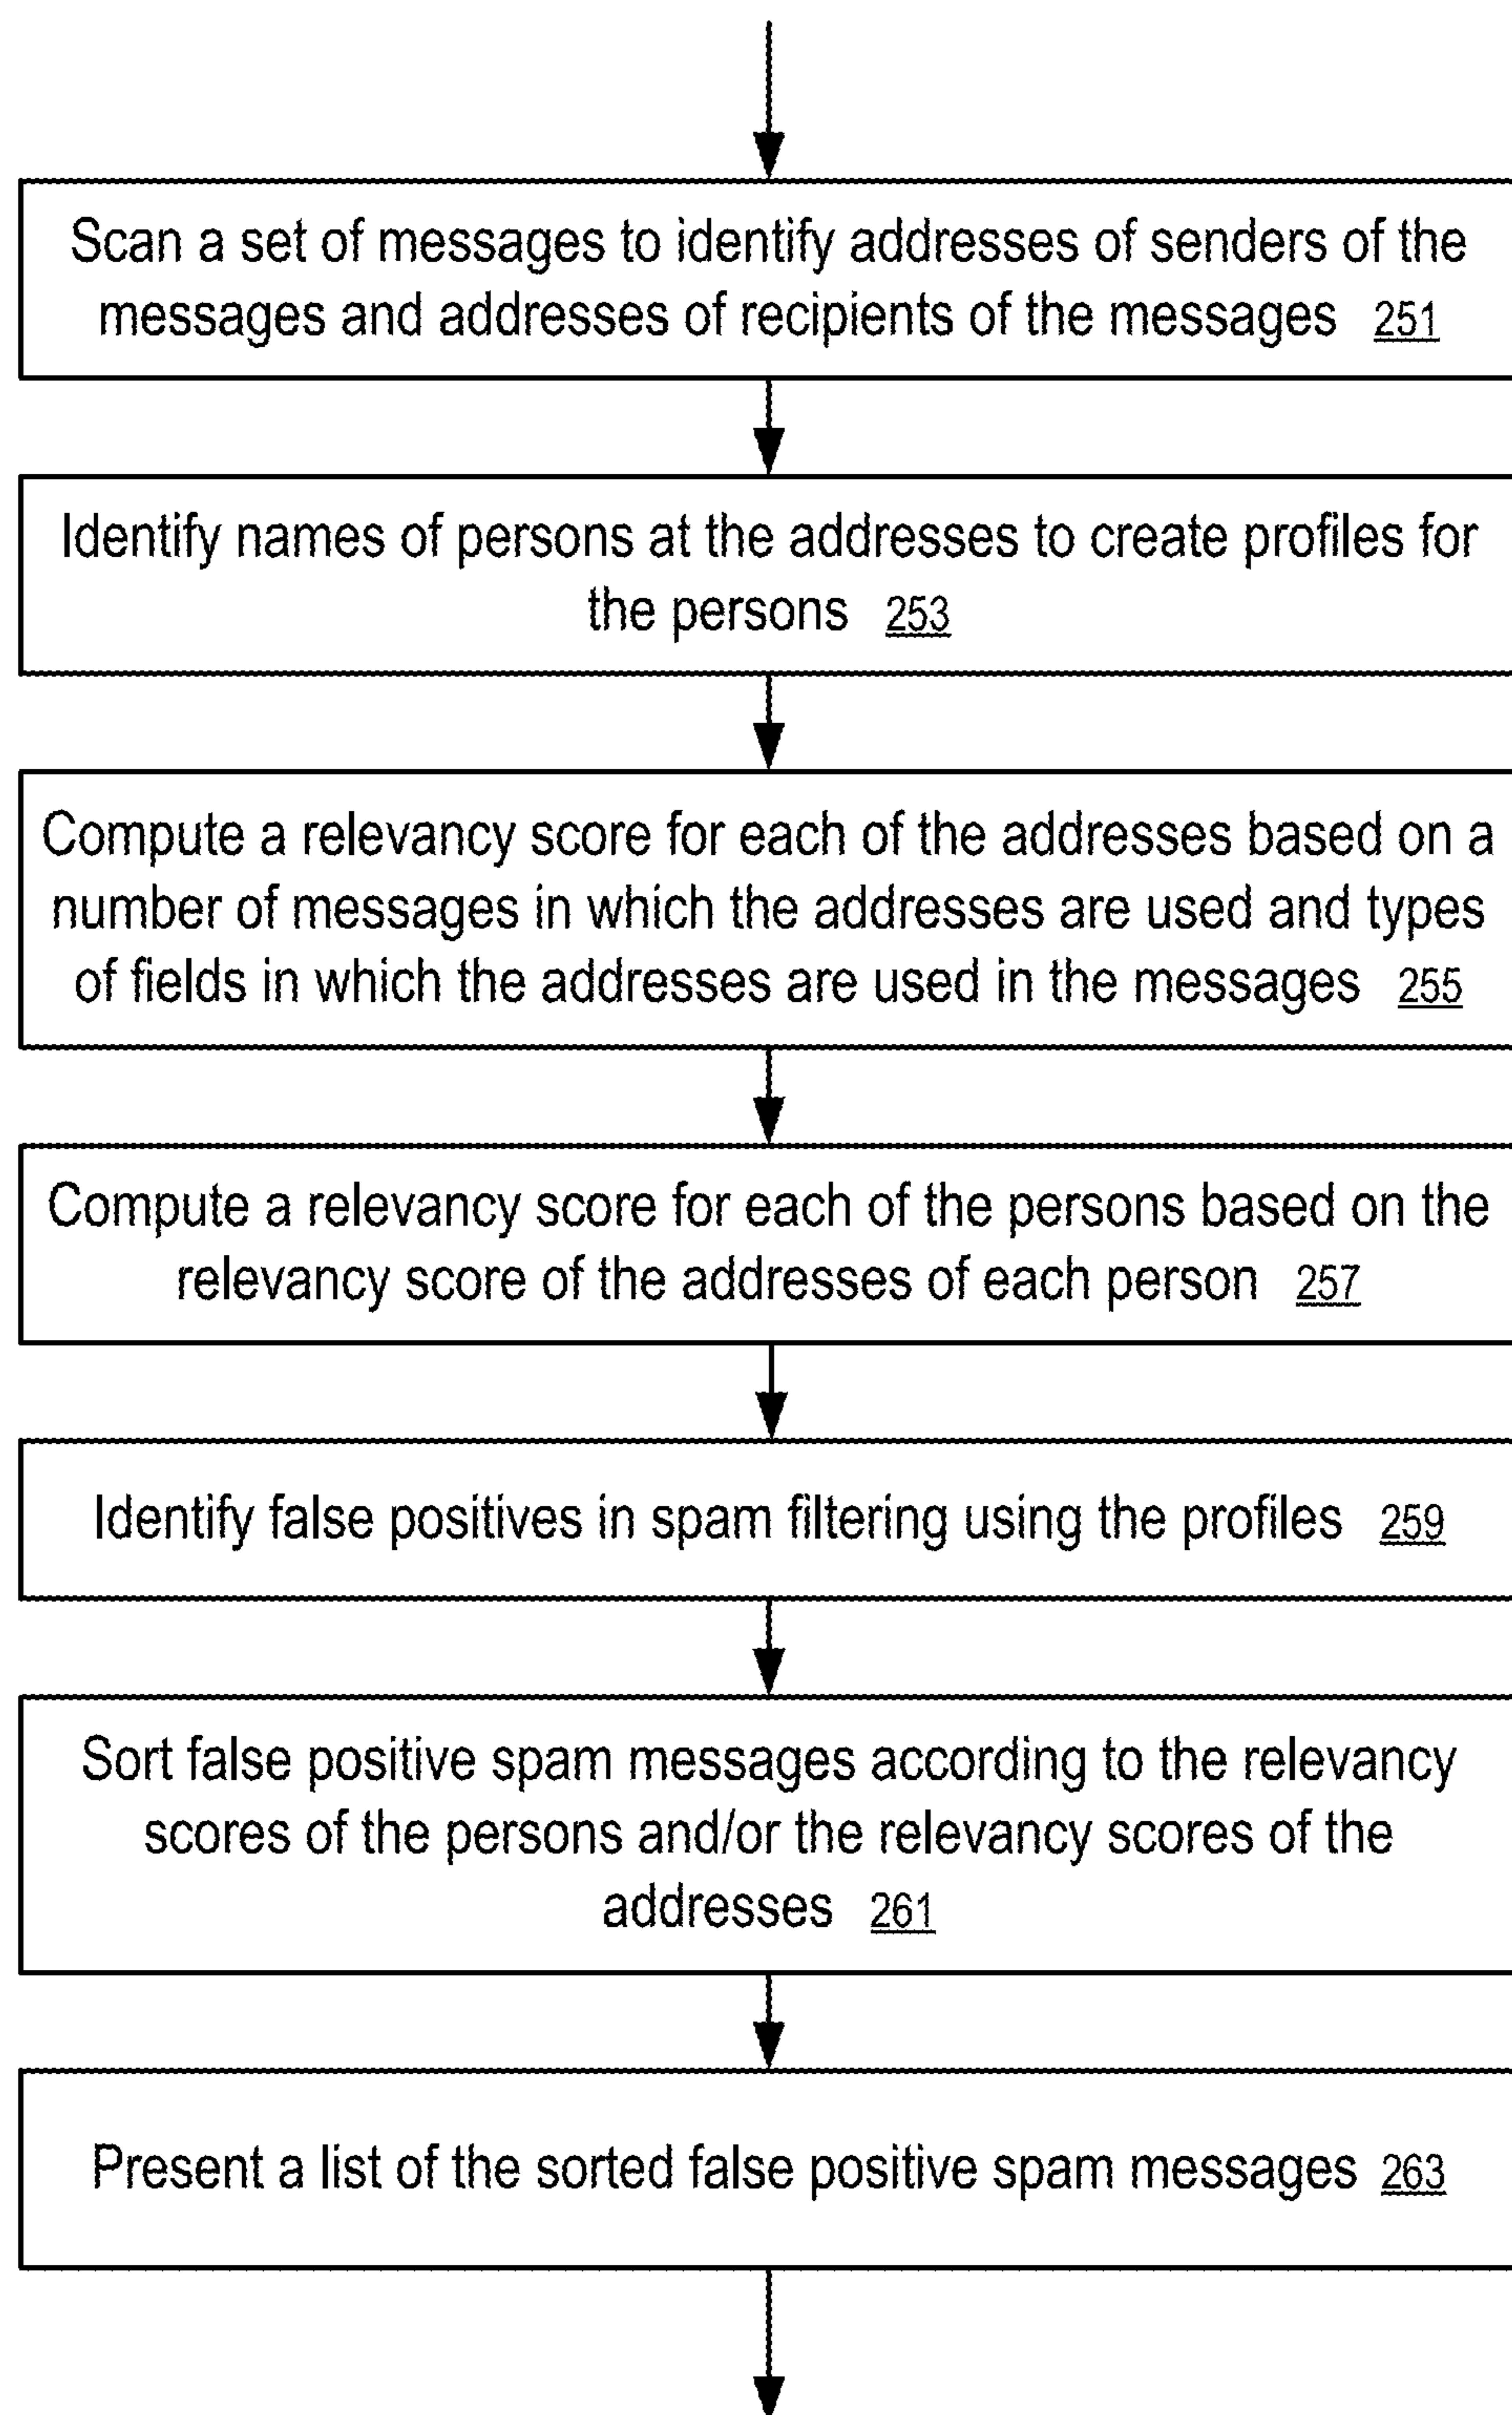 Scan a set of messages to identify addresses of senders of the
messages and addresses of recipients of the messages 251
Identify names of persons at the addresses to create profiles for
the persons 253
Compute a relevancy score for each of the addresses based on a
number of messages in which the addresses are used and types
of fields in which the addresses are used in the messages 255
Compute a relevancy score for each of the persons based on the
relevancy score of the addresses of each person 257
Identify false positives in spam filtering using the profiles 259
Sort false positive spam messages according to the relevancy
scores of the persons and/or the relevancy scores of the
addresses 261
Present a list of the sorted false positive spam messages 263